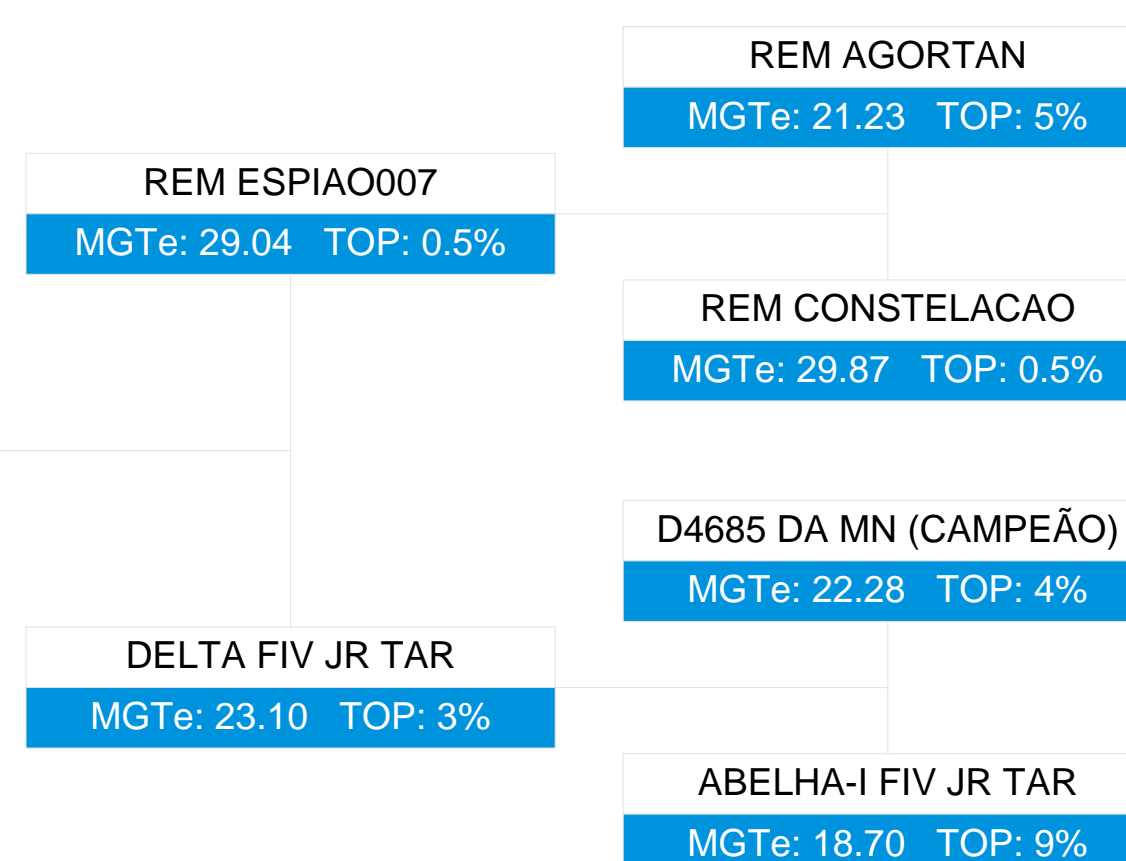 REM AGORTAN
MGTe: 21.23 TOP: 5%
REM ESPIAO007
MGTe: 29.04 TOP: 0.5%
REM CONSTELACAO
MGTe: 29.87 TOP: 0.5%
D4685 DA MN (CAMPEÃO)
MGTe: 22.28 TOP: 4%
DELTA FIV JR TAR
MGTe: 23.10 TOP: 3%
ABELHA-I FIV JR TAR
MGTe: 18.70 TOP: 9%